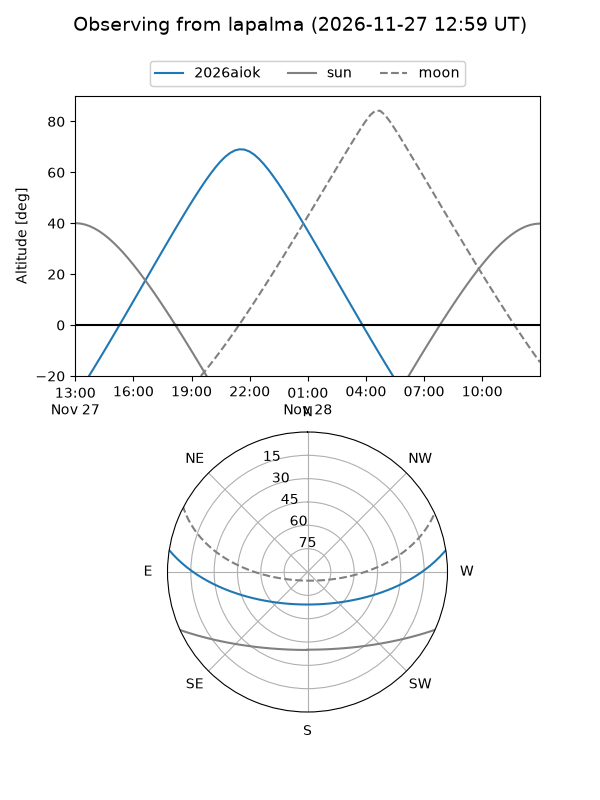 Observing from lapalma (2026-11-27 12:59 UT)
2026aiok sun moon
Altitude [deg]
80
60
40
20
0
−20
13:00 16:00 19:00 22:00 01:00 04:00 07:00 10:00
Nov 27 Nov 28
N
NE NW
15
30
45
60
75
E W
SE SW
S